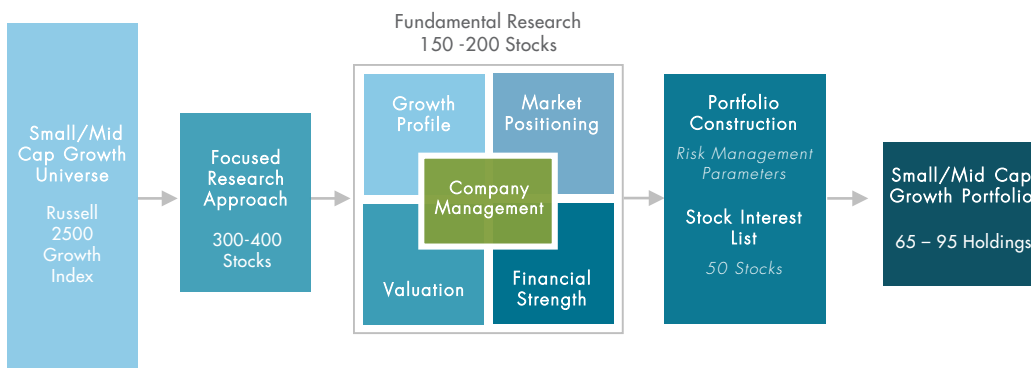 Fundamental Research
150 -200 Stocks
Small/Mid
Cap Growth
Universe
Russell
2500
Growth
Index
Focused
Research
Approach
300-400
Stocks
Growth
Profile
Market
Positioning
Company
Management
Valuation
Financial
Strength
Portfolio
Construction
Risk Management
Parameters
Stock Interest
List
50 Stocks
Small/Mid Cap
Growth Portfolio
65 – 95 Holdings